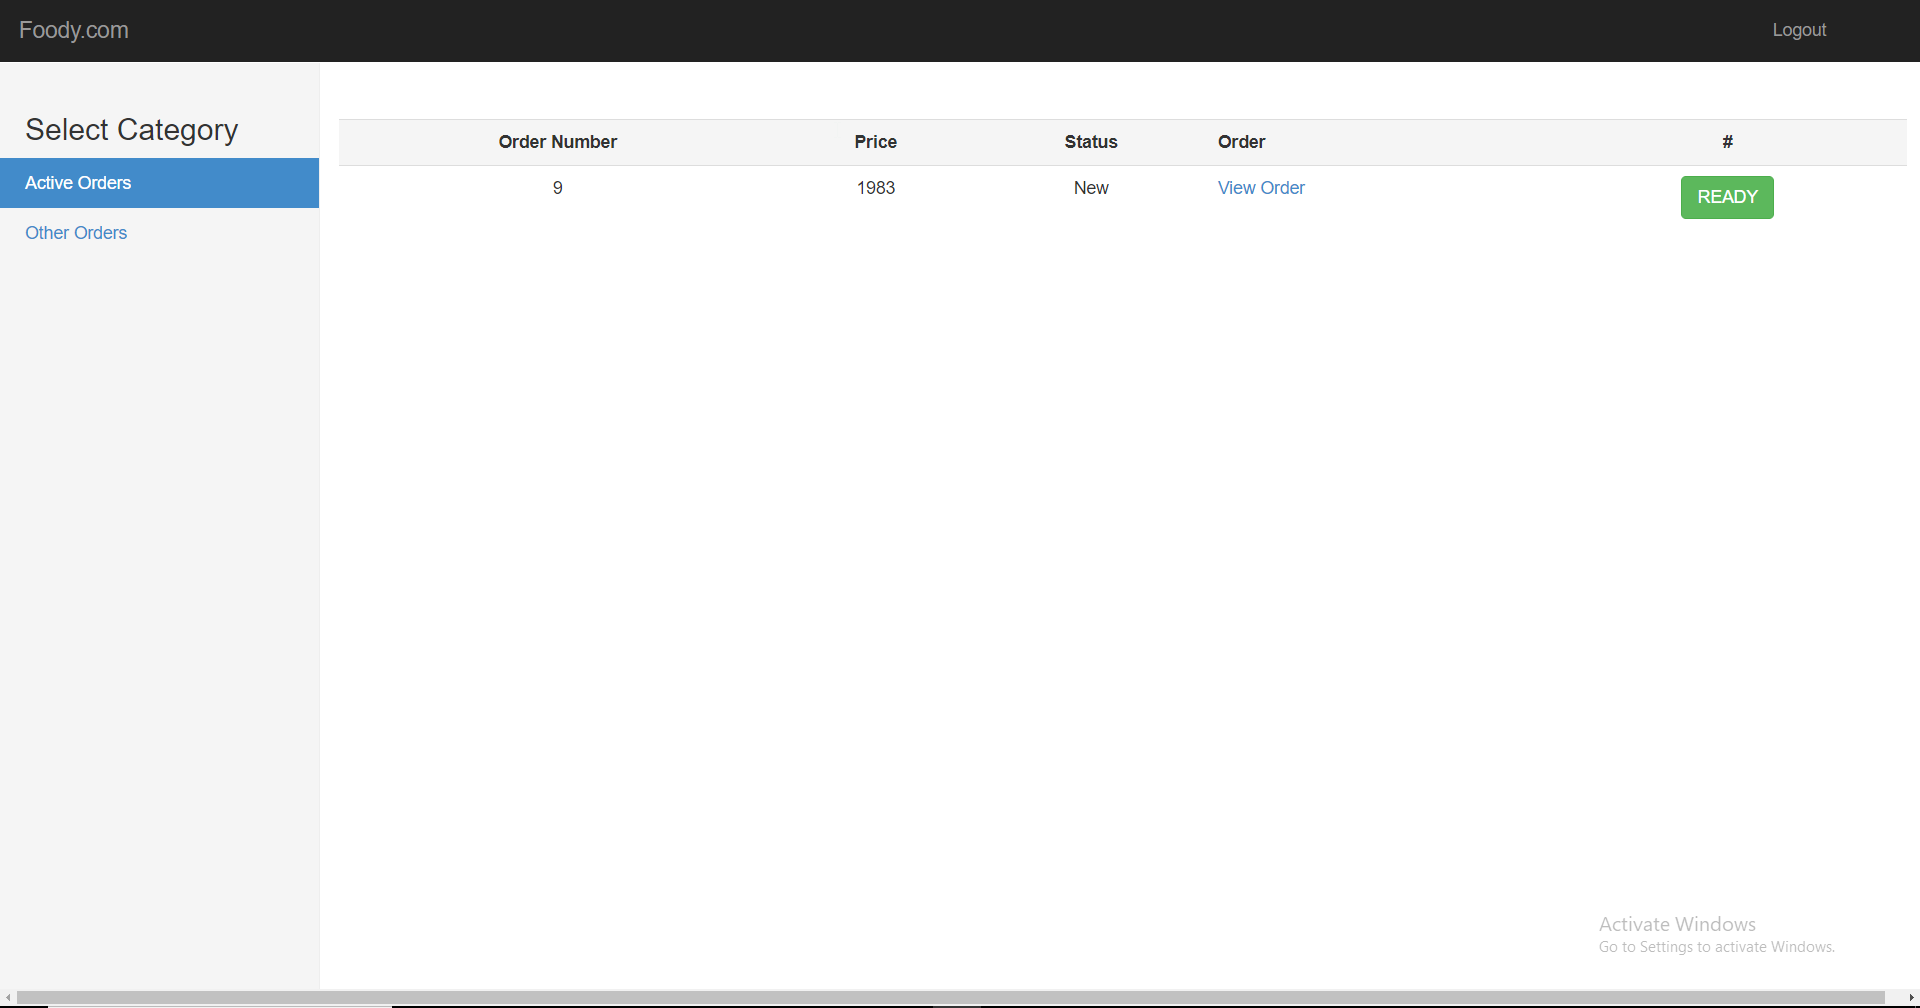 Foody.com
Logout
Select Category
Active Orders
Other Orders
Order Number Price Status Order #
9 1983 New View Order READY
Activate Windows
Go to Settings to activate Windows.